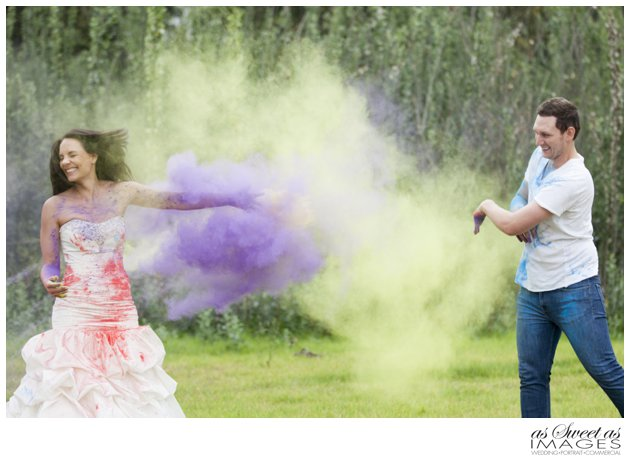 as Sweet as
IMAGES
WEDDING•PORTRAIT•COMMERCIAL